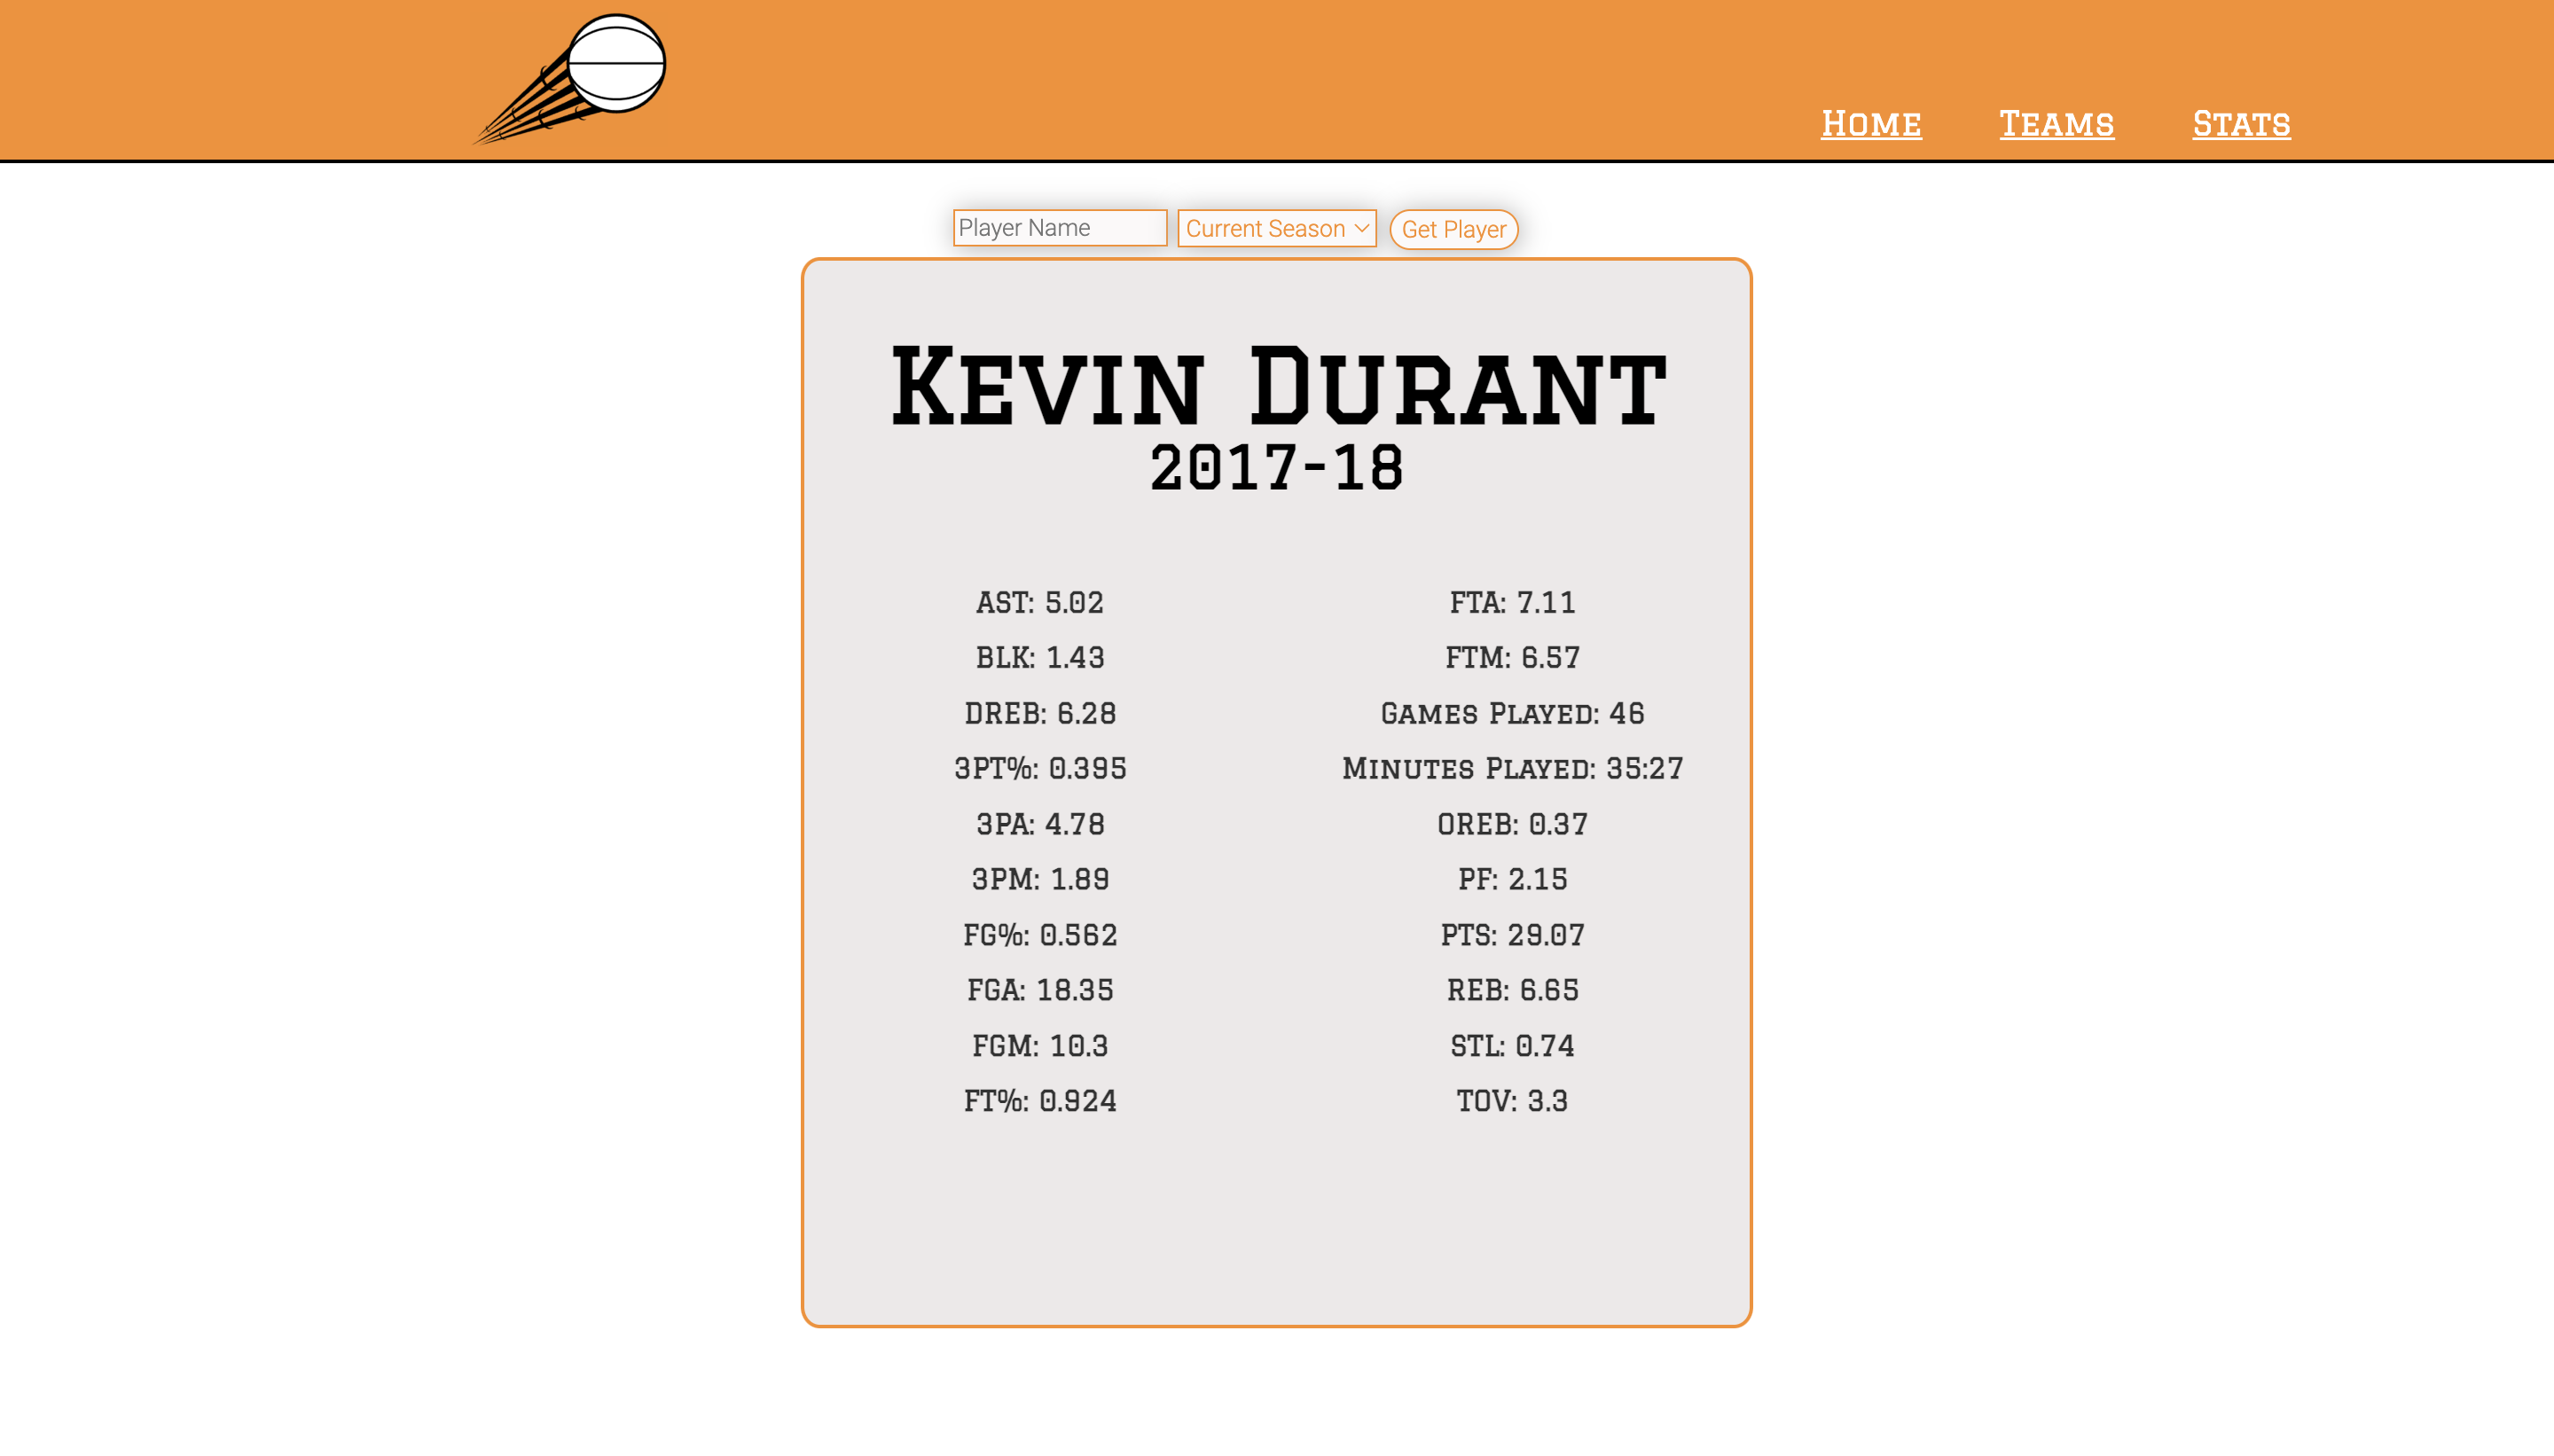 Home Teams Stats
Player Name Current Season Get Player
Kevin Durant
2017-18
AST: 5.02
BLK: 1.43
DREB: 6.28
3PT%: 0.395
3PA: 4.78
3PM: 1.89
FG%: 0.562
FGA: 18.35
FGM: 10.3
FT%: 0.924
FTA: 7.11
FTM: 6.57
Games Played: 46
Minutes Played: 35:27
OREB: 0.37
PF: 2.15
PTS: 29.07
REB: 6.65
STL: 0.74
TOV: 3.3